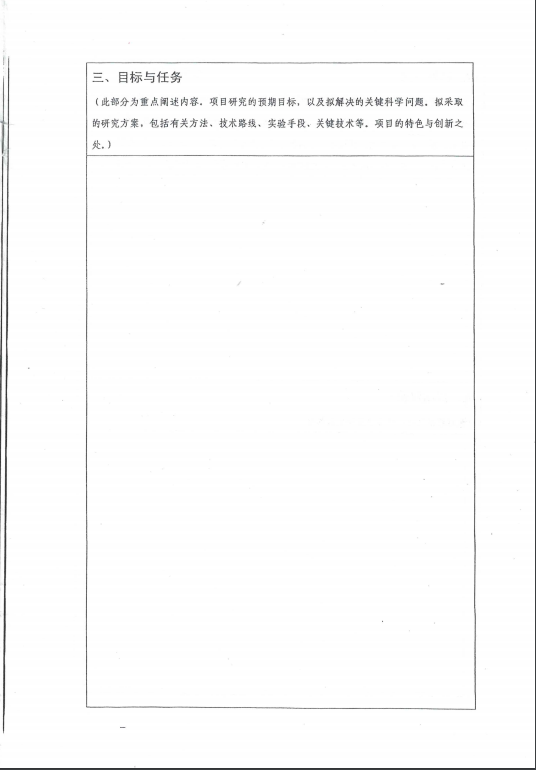 三、目标与任务
（此部分为重点阐述内容。项目研究的预期目标，以及拟解决的关键科学问题。拟采取
的研究方案，包括有关方法、技术路线、实验手段、关键技术等。项目的特色与创新之
处。）